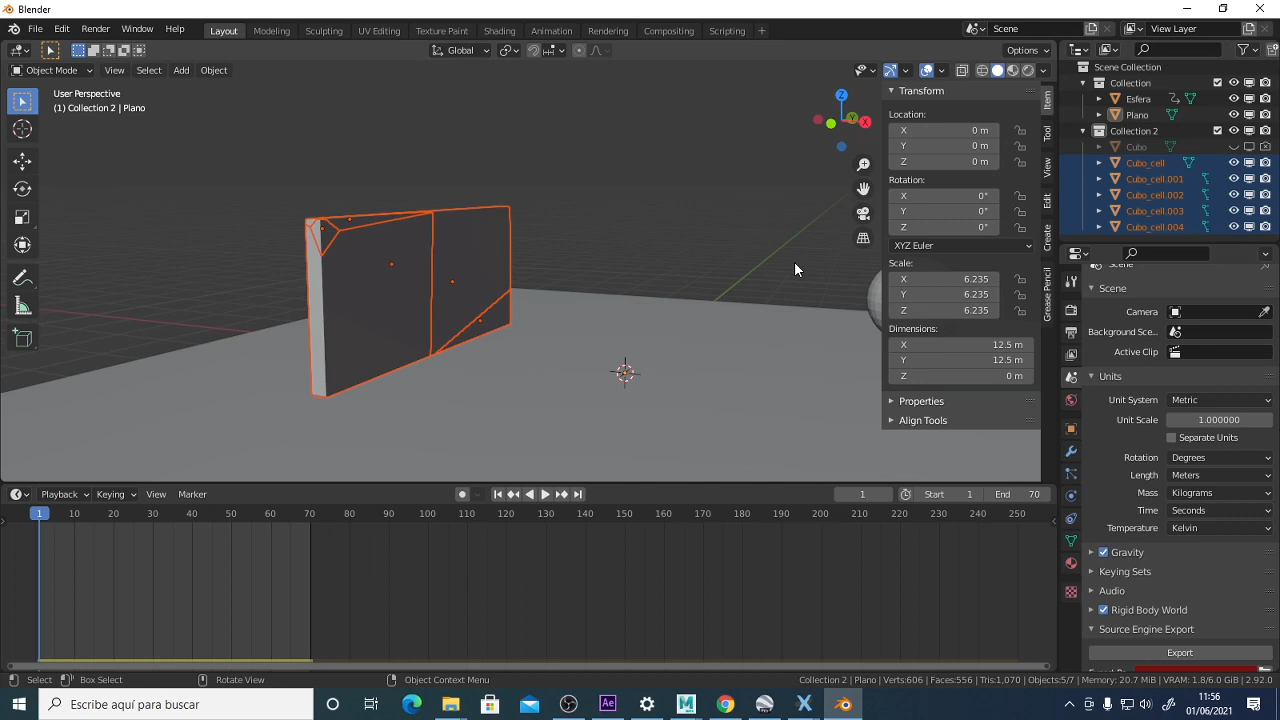 Blender
File Edit Render Window Help Layout Modeling Sculpting UV Editing Texture Paint Shading Animation Rendering Compositing Scripting Scene View Layer
Global Options
Object Mode View Select Add Object
User Perspective
(1) Collection 2 | Plano
Z
Y
X
Transform
Location:
X 0 m
Y 0 m
Z 0 m
Rotation:
X 0°
Y 0°
Z 0°
XYZ Euler
Scale:
X 6.235
Y 6.235
Z 6.235
Dimensions:
X 12.5 m
Y 12.5 m
Z 0 m
Properties
Align Tools
Item
Tool
View
Create
Grease Pencil
Scene Collection
Collection
Esfera
Plano
Collection 2
Cubo
Cubo_cell
Cubo_cell.001
Cubo_cell.002
Cubo_cell.003
Cubo_cell.004
Scene
Camera
Background Sce...
Active Clip
Units
Unit System Metric
Unit Scale 1.000000
Separate Units
Rotation Degrees
Length Meters
Mass Kilograms
Time Seconds
Temperature Kelvin
Gravity
Keying Sets
Audio
Rigid Body World
Source Engine Export
Export
Playback Keying View Marker 1 Start 1 End 70
1 10 20 30 40 50 60 70 80 90 100 110 120 130 140 150 160 170 180 190 200 210 220 230 240 250
Select Box Select Rotate View Object Context Menu Collection 2 | Plano | Verts:606 | Faces:556 | Tris:1,070 | Objects:5/7 | Memory: 20.7 MiB | VRAM: 1.8/6.0 GiB | 2.92.0
Escribe aquí para buscar
11:56
01/06/2021